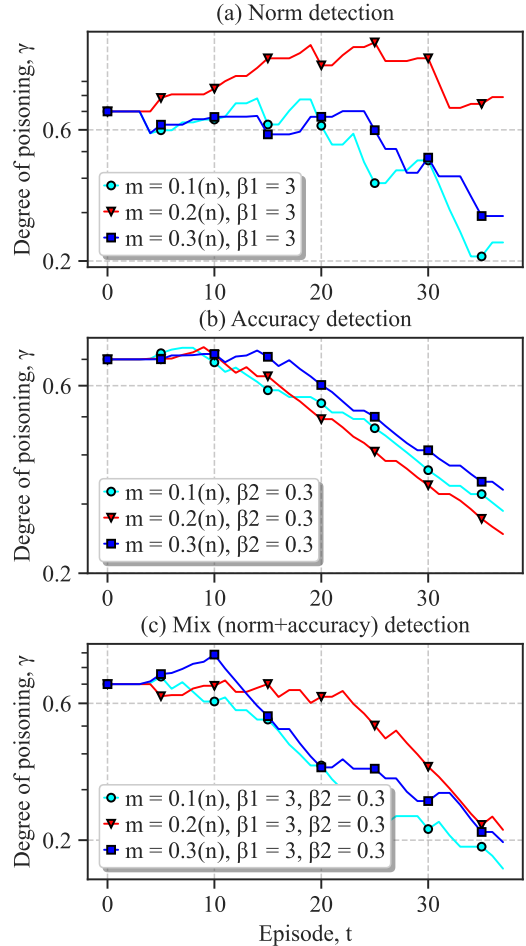 (a) Norm detection
Degree of poisoning, γ
0.6
0.2
m = 0.1(n), β1 = 3
m = 0.2(n), β1 = 3
m = 0.3(n), β1 = 3
0 10 20 30
(b) Accuracy detection
Degree of poisoning, γ
0.6
0.2
m = 0.1(n), β2 = 0.3
m = 0.2(n), β2 = 0.3
m = 0.3(n), β2 = 0.3
0 10 20 30
(c) Mix (norm+accuracy) detection
Degree of poisoning, γ
0.6
0.2
m = 0.1(n), β1 = 3, β2 = 0.3
m = 0.2(n), β1 = 3, β2 = 0.3
m = 0.3(n), β1 = 3, β2 = 0.3
0 10 20 30
Episode, t